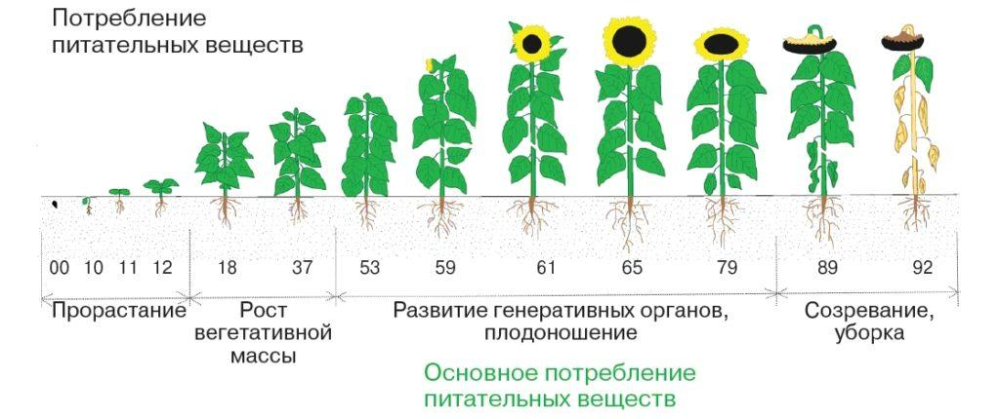 Потребление
питательных веществ
00 10 11 12 18 37 53 59 61 65 79 89 92
Прорастание
Рост
вегетативной
массы
Развитие генеративных органов,
плодоношение
Созревание,
уборка
Основное потребление
питательных веществ